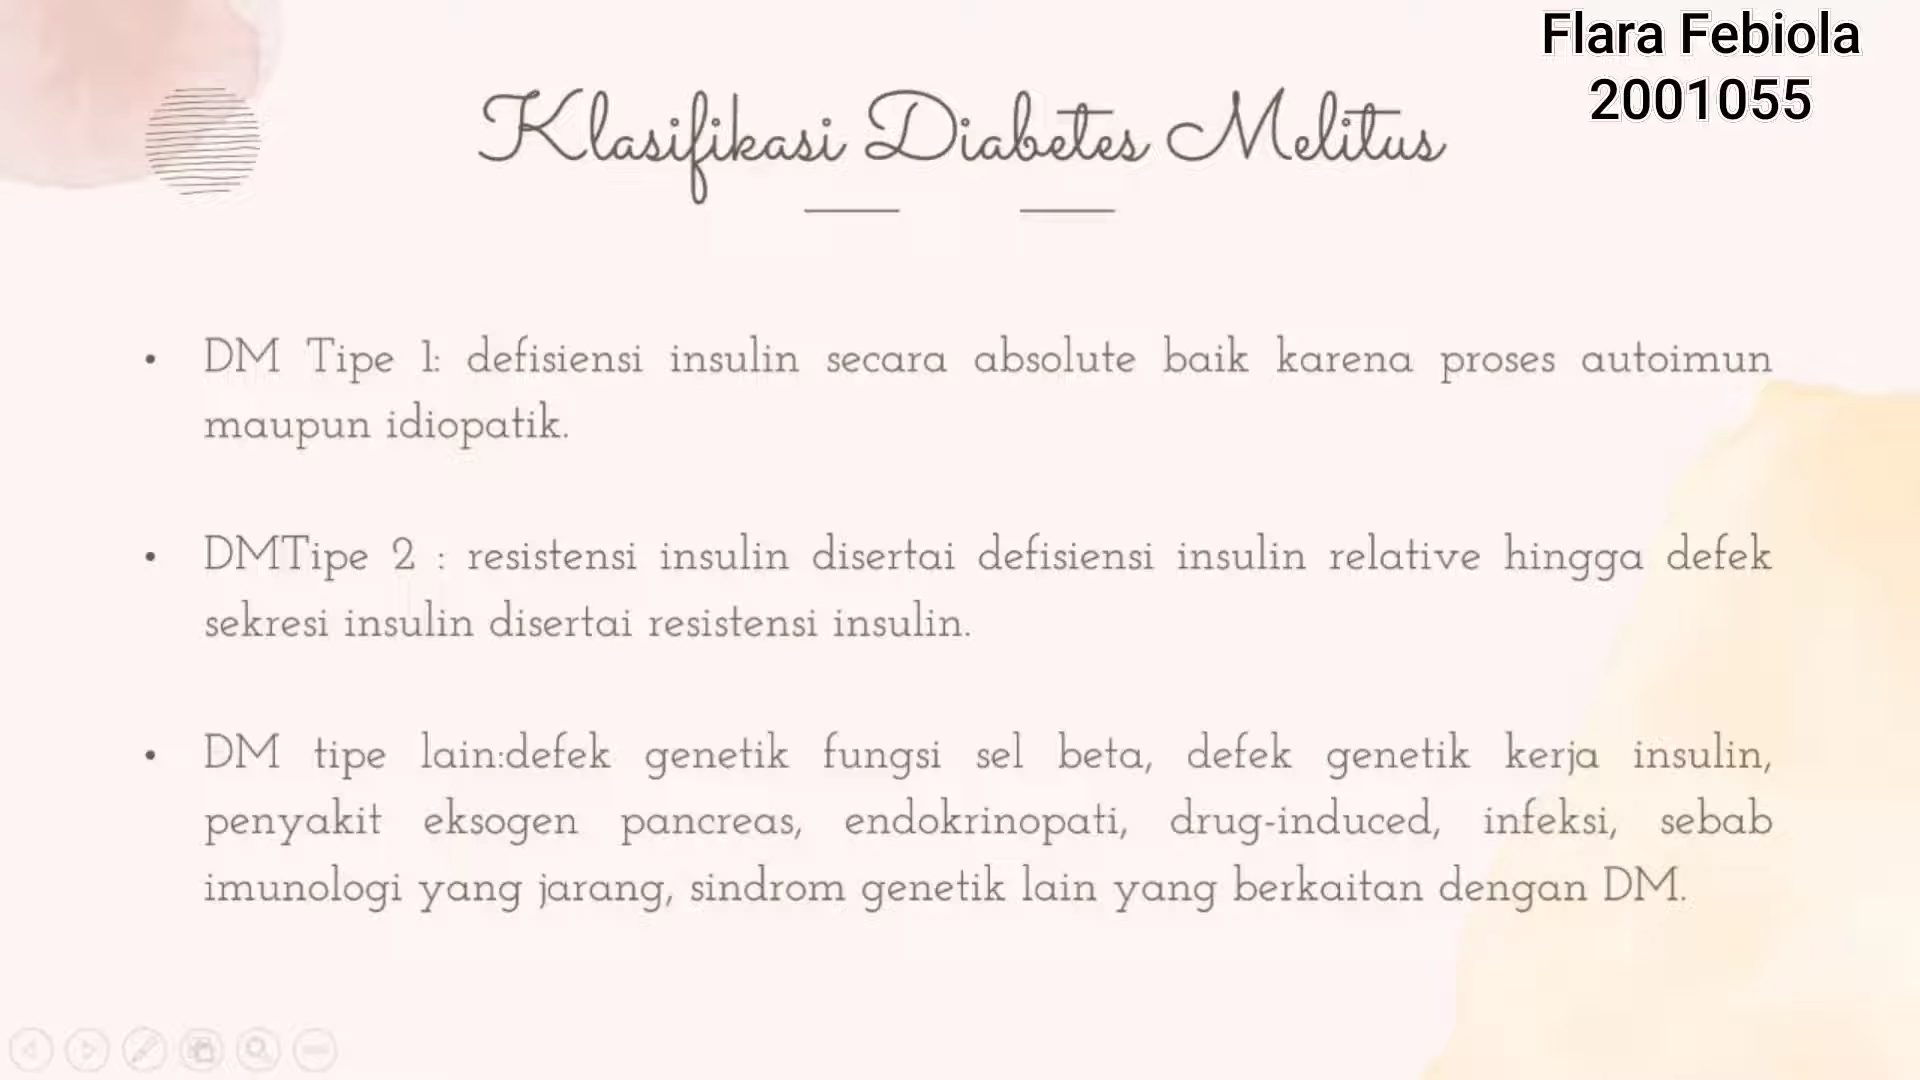 Flara Febiola
2001055
Klasifikasi Diabetes Melitus
• DM Tipe 1: defisiensi insulin secara absolute baik karena proses autoimun
maupun idiopatik.
• DMTipe 2 : resistensi insulin disertai defisiensi insulin relative hingga defek
sekresi insulin disertai resistensi insulin.
• DM tipe lain:defek genetik fungsi sel beta, defek genetik kerja insulin,
penyakit eksogen pancreas, endokrinopati, drug-induced, infeksi, sebab
imunologi yang jarang, sindrom genetik lain yang berkaitan dengan DM.